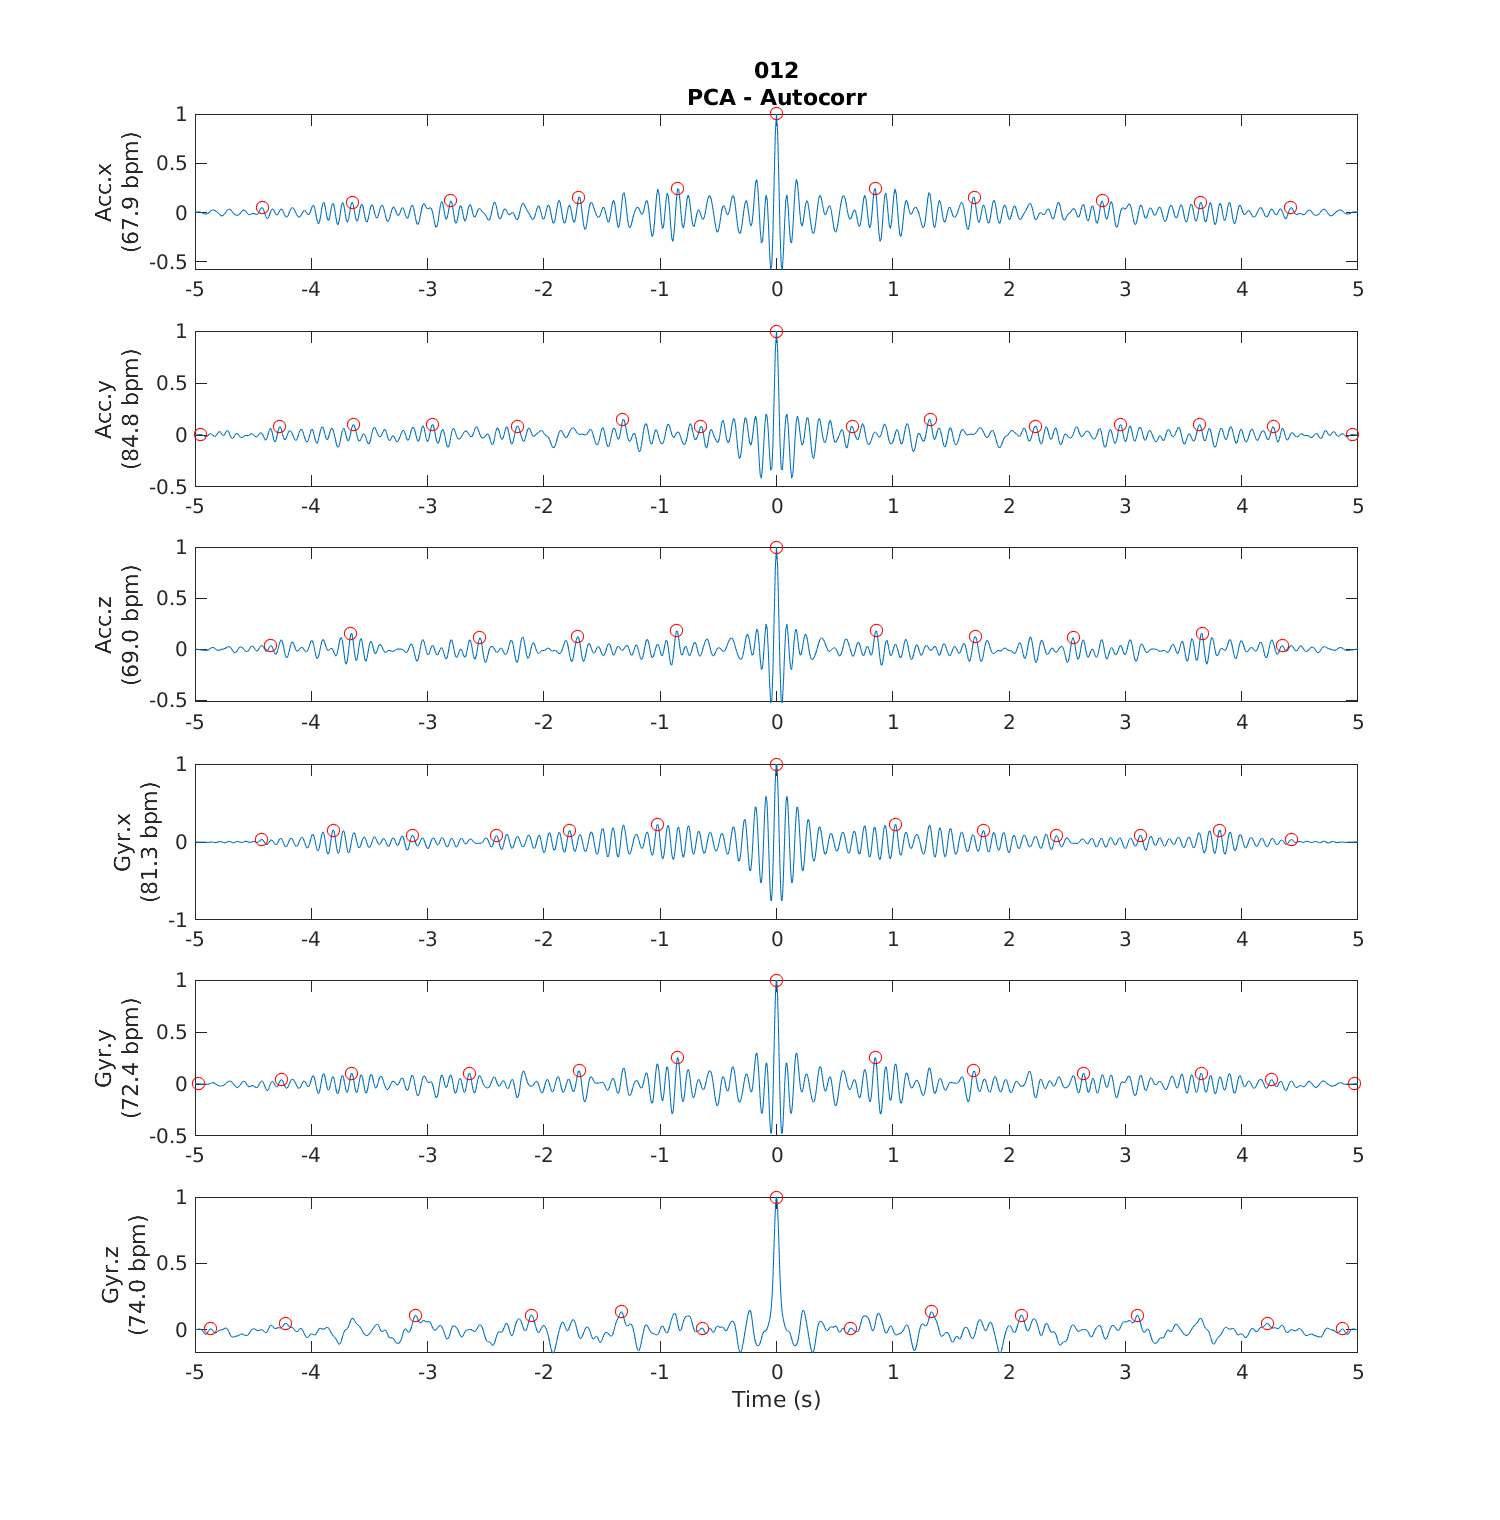 012
PCA - Autocorr
Acc.x
(67.9 bpm)
1
0.5
0
-0.5
-5 -4 -3 -2 -1 0 1 2 3 4 5
Acc.y
(84.8 bpm)
1
0.5
0
-0.5
-5 -4 -3 -2 -1 0 1 2 3 4 5
Acc.z
(69.0 bpm)
1
0.5
0
-0.5
-5 -4 -3 -2 -1 0 1 2 3 4 5
Gyr.x
(81.3 bpm)
1
0
-1
-5 -4 -3 -2 -1 0 1 2 3 4 5
Gyr.y
(72.4 bpm)
1
0.5
0
-0.5
-5 -4 -3 -2 -1 0 1 2 3 4 5
Gyr.z
(74.0 bpm)
1
0.5
0
-5 -4 -3 -2 -1 0 1 2 3 4 5
Time (s)